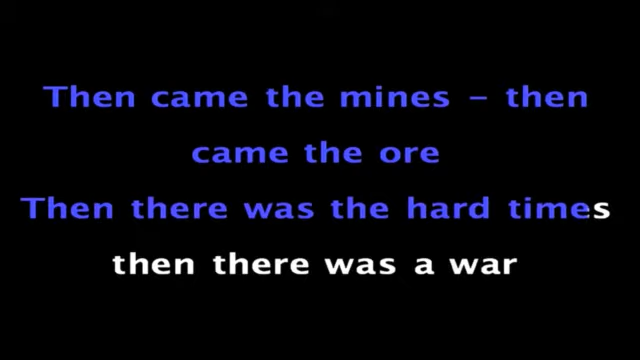 Then came the mines – then
came the ore
Then there was the hard times
then there was a war